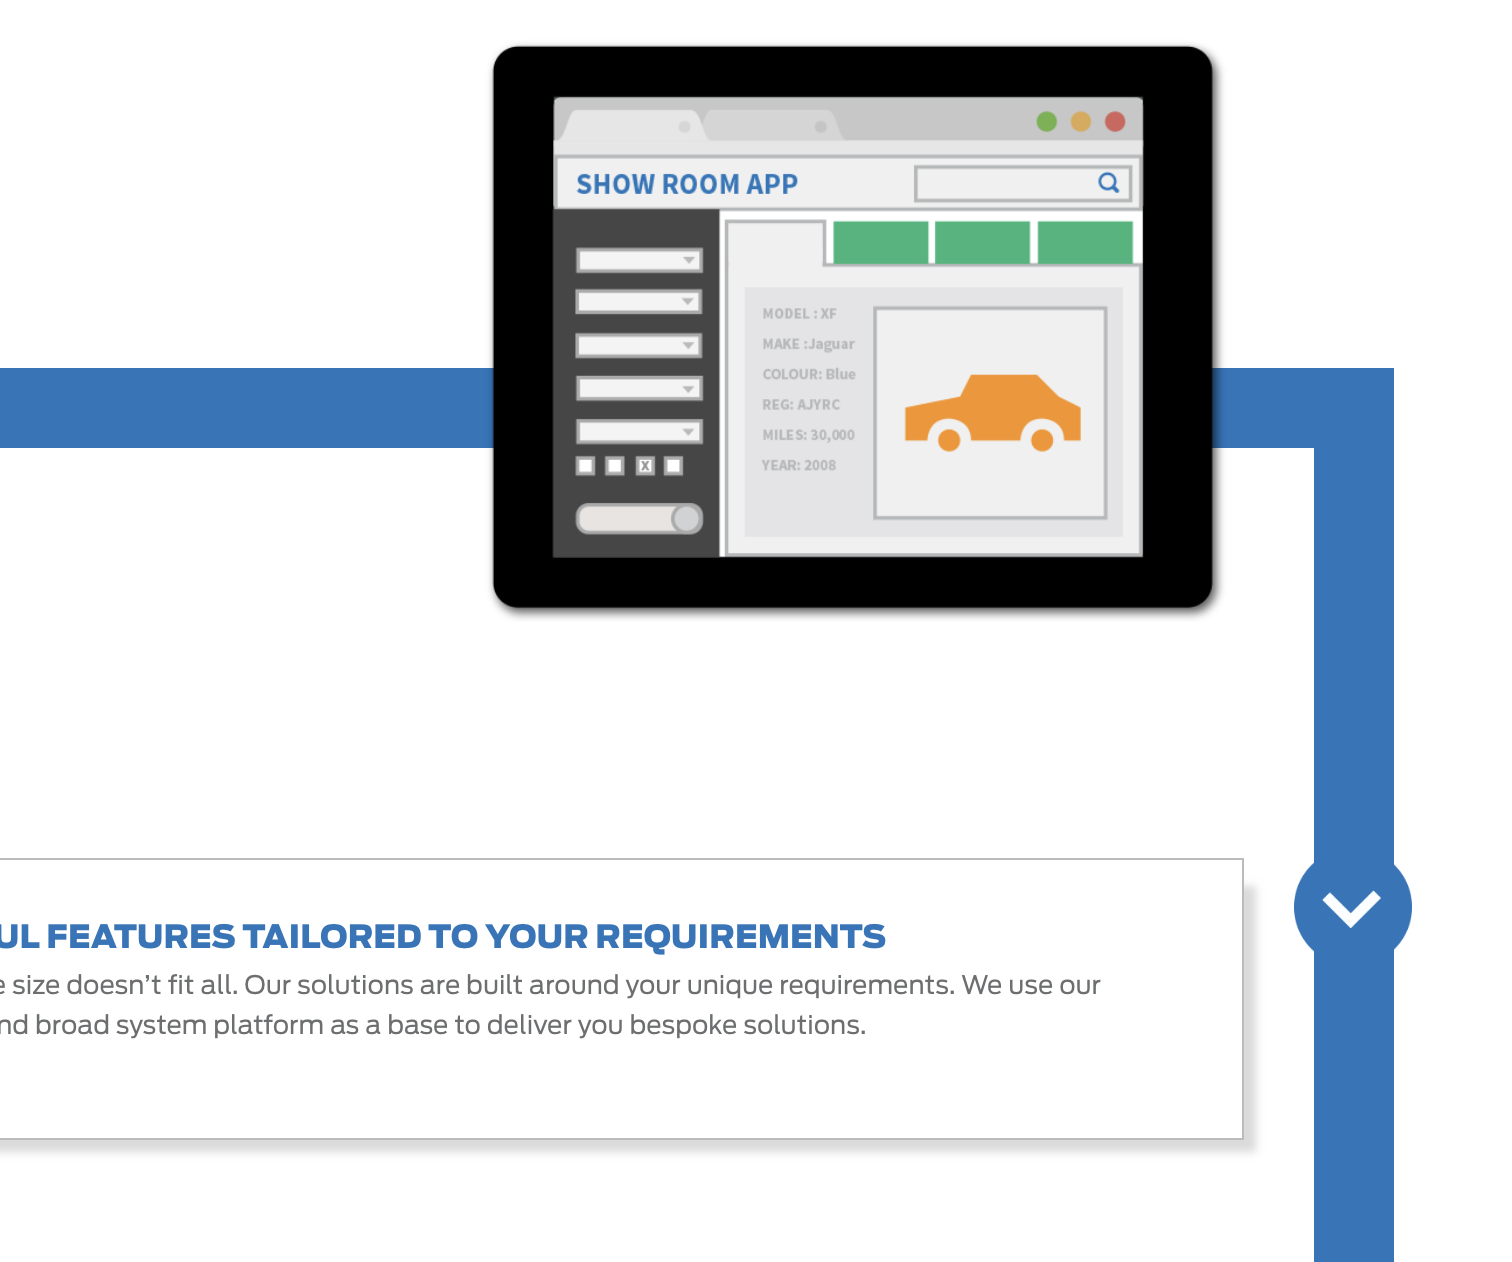 SHOW ROOM APP
MODEL : XF
MAKE :Jaguar
COLOUR: Blue
REG: AJYRC
MILES: 30,000
YEAR: 2008
X
FEATURES TAILORED TO YOUR REQUIREMENTS
size doesn’t fit all. Our solutions are built around your unique requirements. We use our
broad system platform as a base to deliver you bespoke solutions.